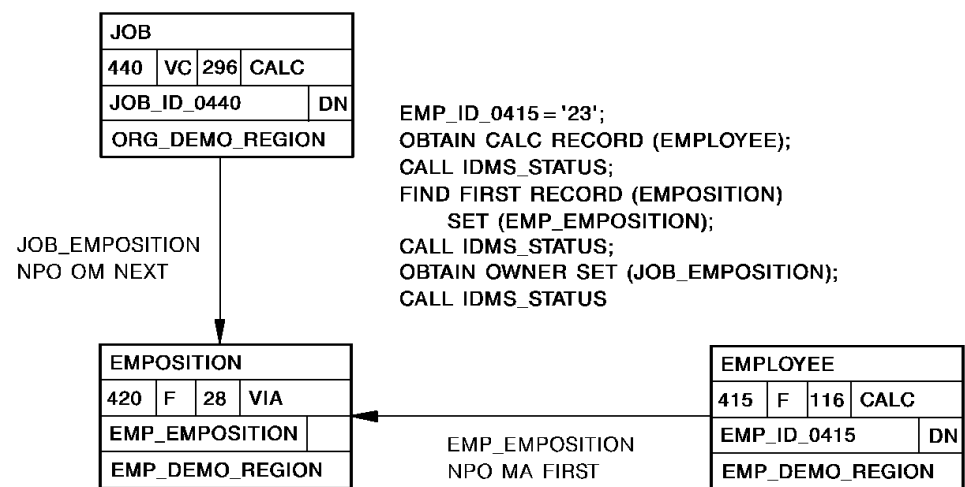 JOB
440 VC 296 CALC
JOB_ID_0440 DN
ORG_DEMO_REGION
EMP_ID_0415 = '23';
OBTAIN CALC RECORD (EMPLOYEE);
CALL IDMS_STATUS;
FIND FIRST RECORD (EMPOSITION)
SET (EMP_EMPOSITION);
CALL IDMS_STATUS;
OBTAIN OWNER SET (JOB_EMPOSITION);
CALL IDMS_STATUS
JOB_EMPOSITION
NPO OM NEXT
EMPOSITION
420 F 28 VIA
EMP_EMPOSITION
EMP_DEMO_REGION
EMP_EMPOSITION
NPO MA FIRST
EMPLOYEE
415 F 116 CALC
EMP_ID_0415 DN
EMP_DEMO_REGION